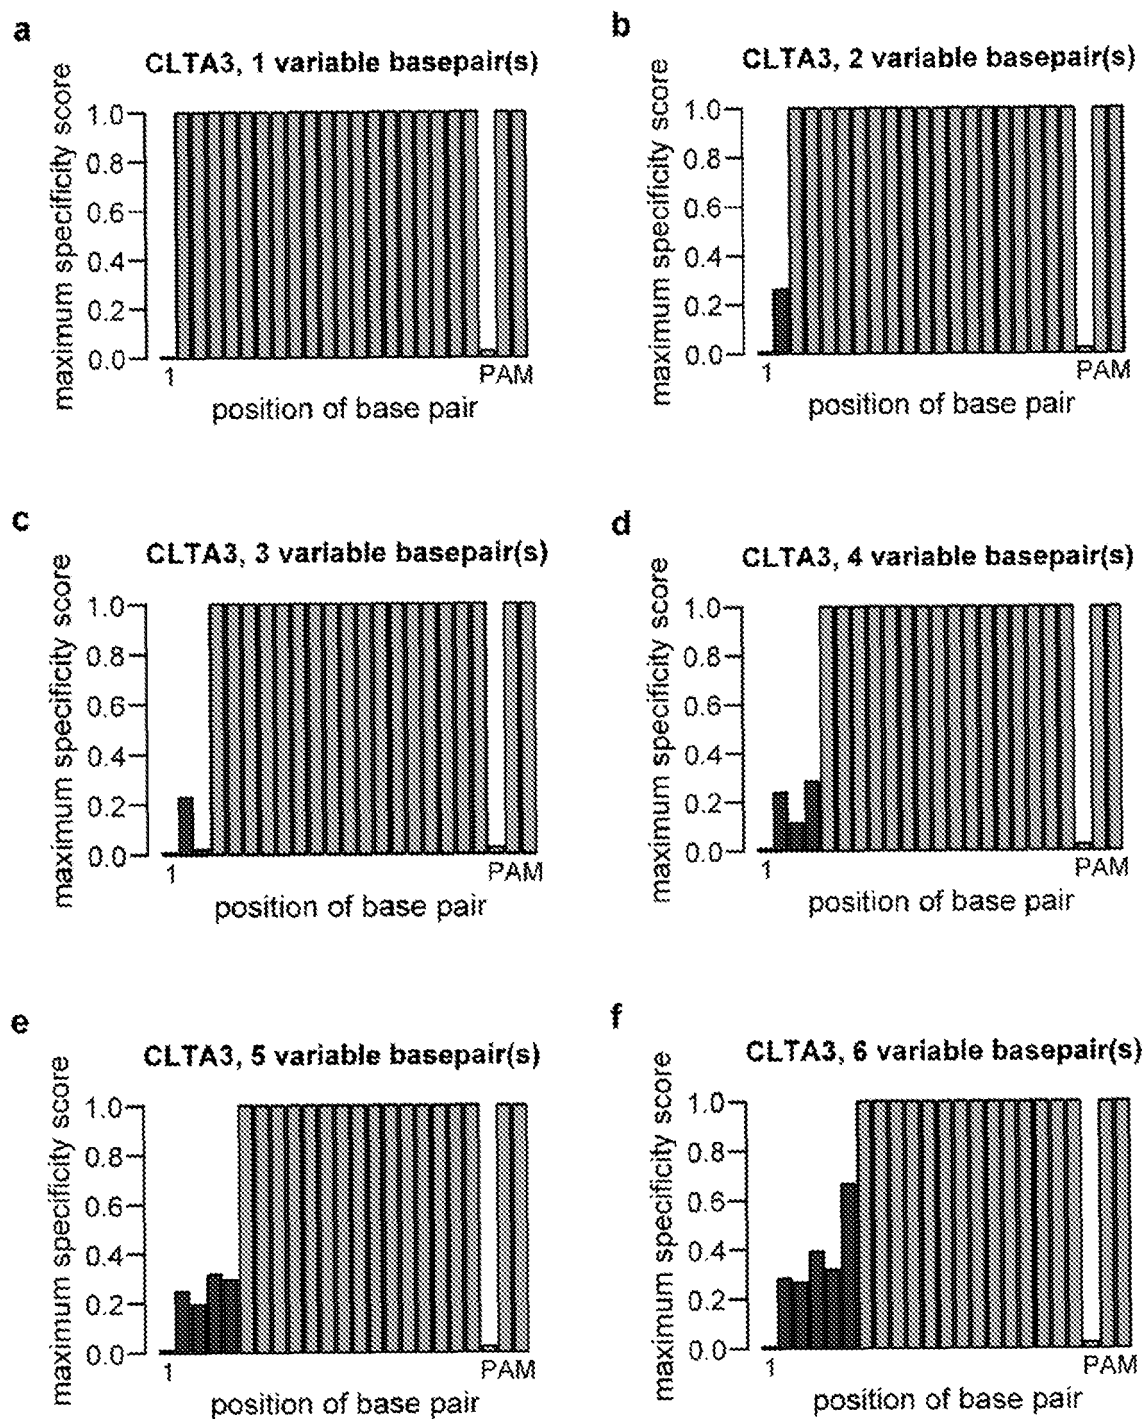 a
CLTA3, 1 variable basepair(s)
maximum specificity score
1.0
0.8
0.6
0.4
0.2
0.0
1
PAM
position of base pair
b
CLTA3, 2 variable basepair(s)
maximum specificity score
1.0
0.8
0.6
0.4
0.2
0.0
1
PAM
position of base pair
c
CLTA3, 3 variable basepair(s)
maximum specificity score
1.0
0.8
0.6
0.4
0.2
0.0
1
PAM
position of base pair
d
CLTA3, 4 variable basepair(s)
maximum specificity score
1.0
0.8
0.6
0.4
0.2
0.0
1
PAM
position of base pair
e
CLTA3, 5 variable basepair(s)
maximum specificity score
1.0
0.8
0.6
0.4
0.2
0.0
1
PAM
position of base pair
f
CLTA3, 6 variable basepair(s)
maximum specificity score
1.0
0.8
0.6
0.4
0.2
0.0
1
PAM
position of base pair